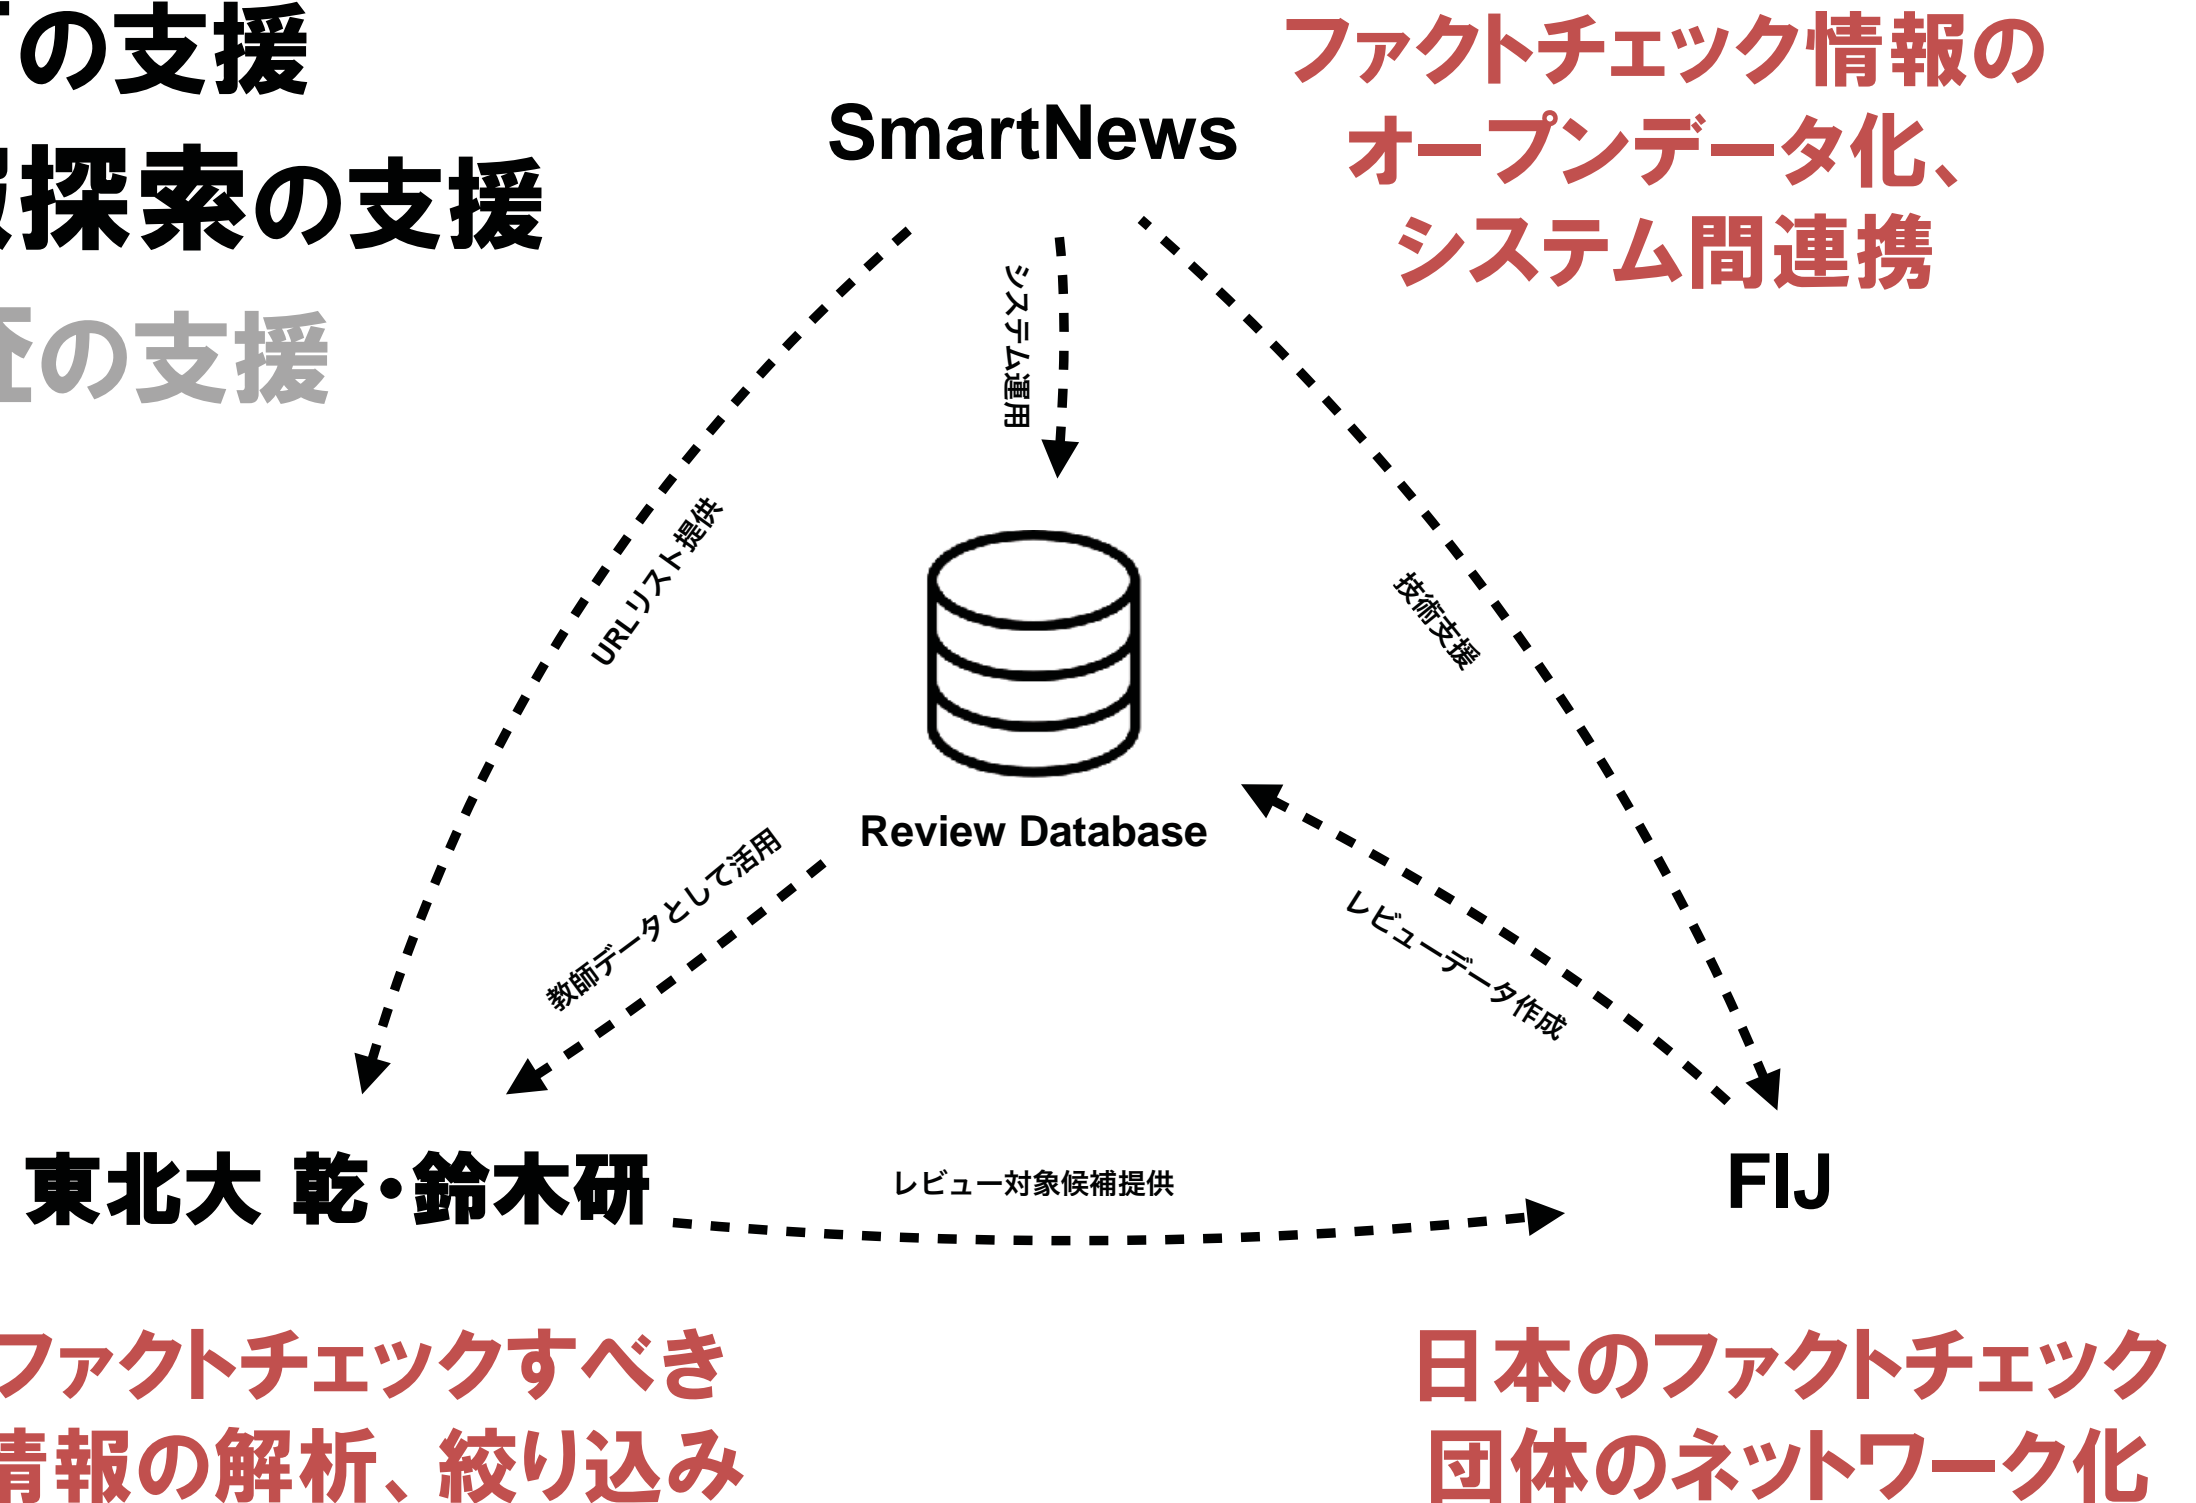 の支援
探索の支援
の支援
ファクトチェック情報の
オープンデータ化、
システム間連携
SmartNews
システム運用
URLリスト提供
技術支援
Review Database
教師データとして活用
レビューデータ作成
東北大 乾・鈴木研
レビュー対象候補提供
FIJ
ファクトチェックすべき
情報の解析、絞り込み
日本のファクトチェック
団体のネットワーク化